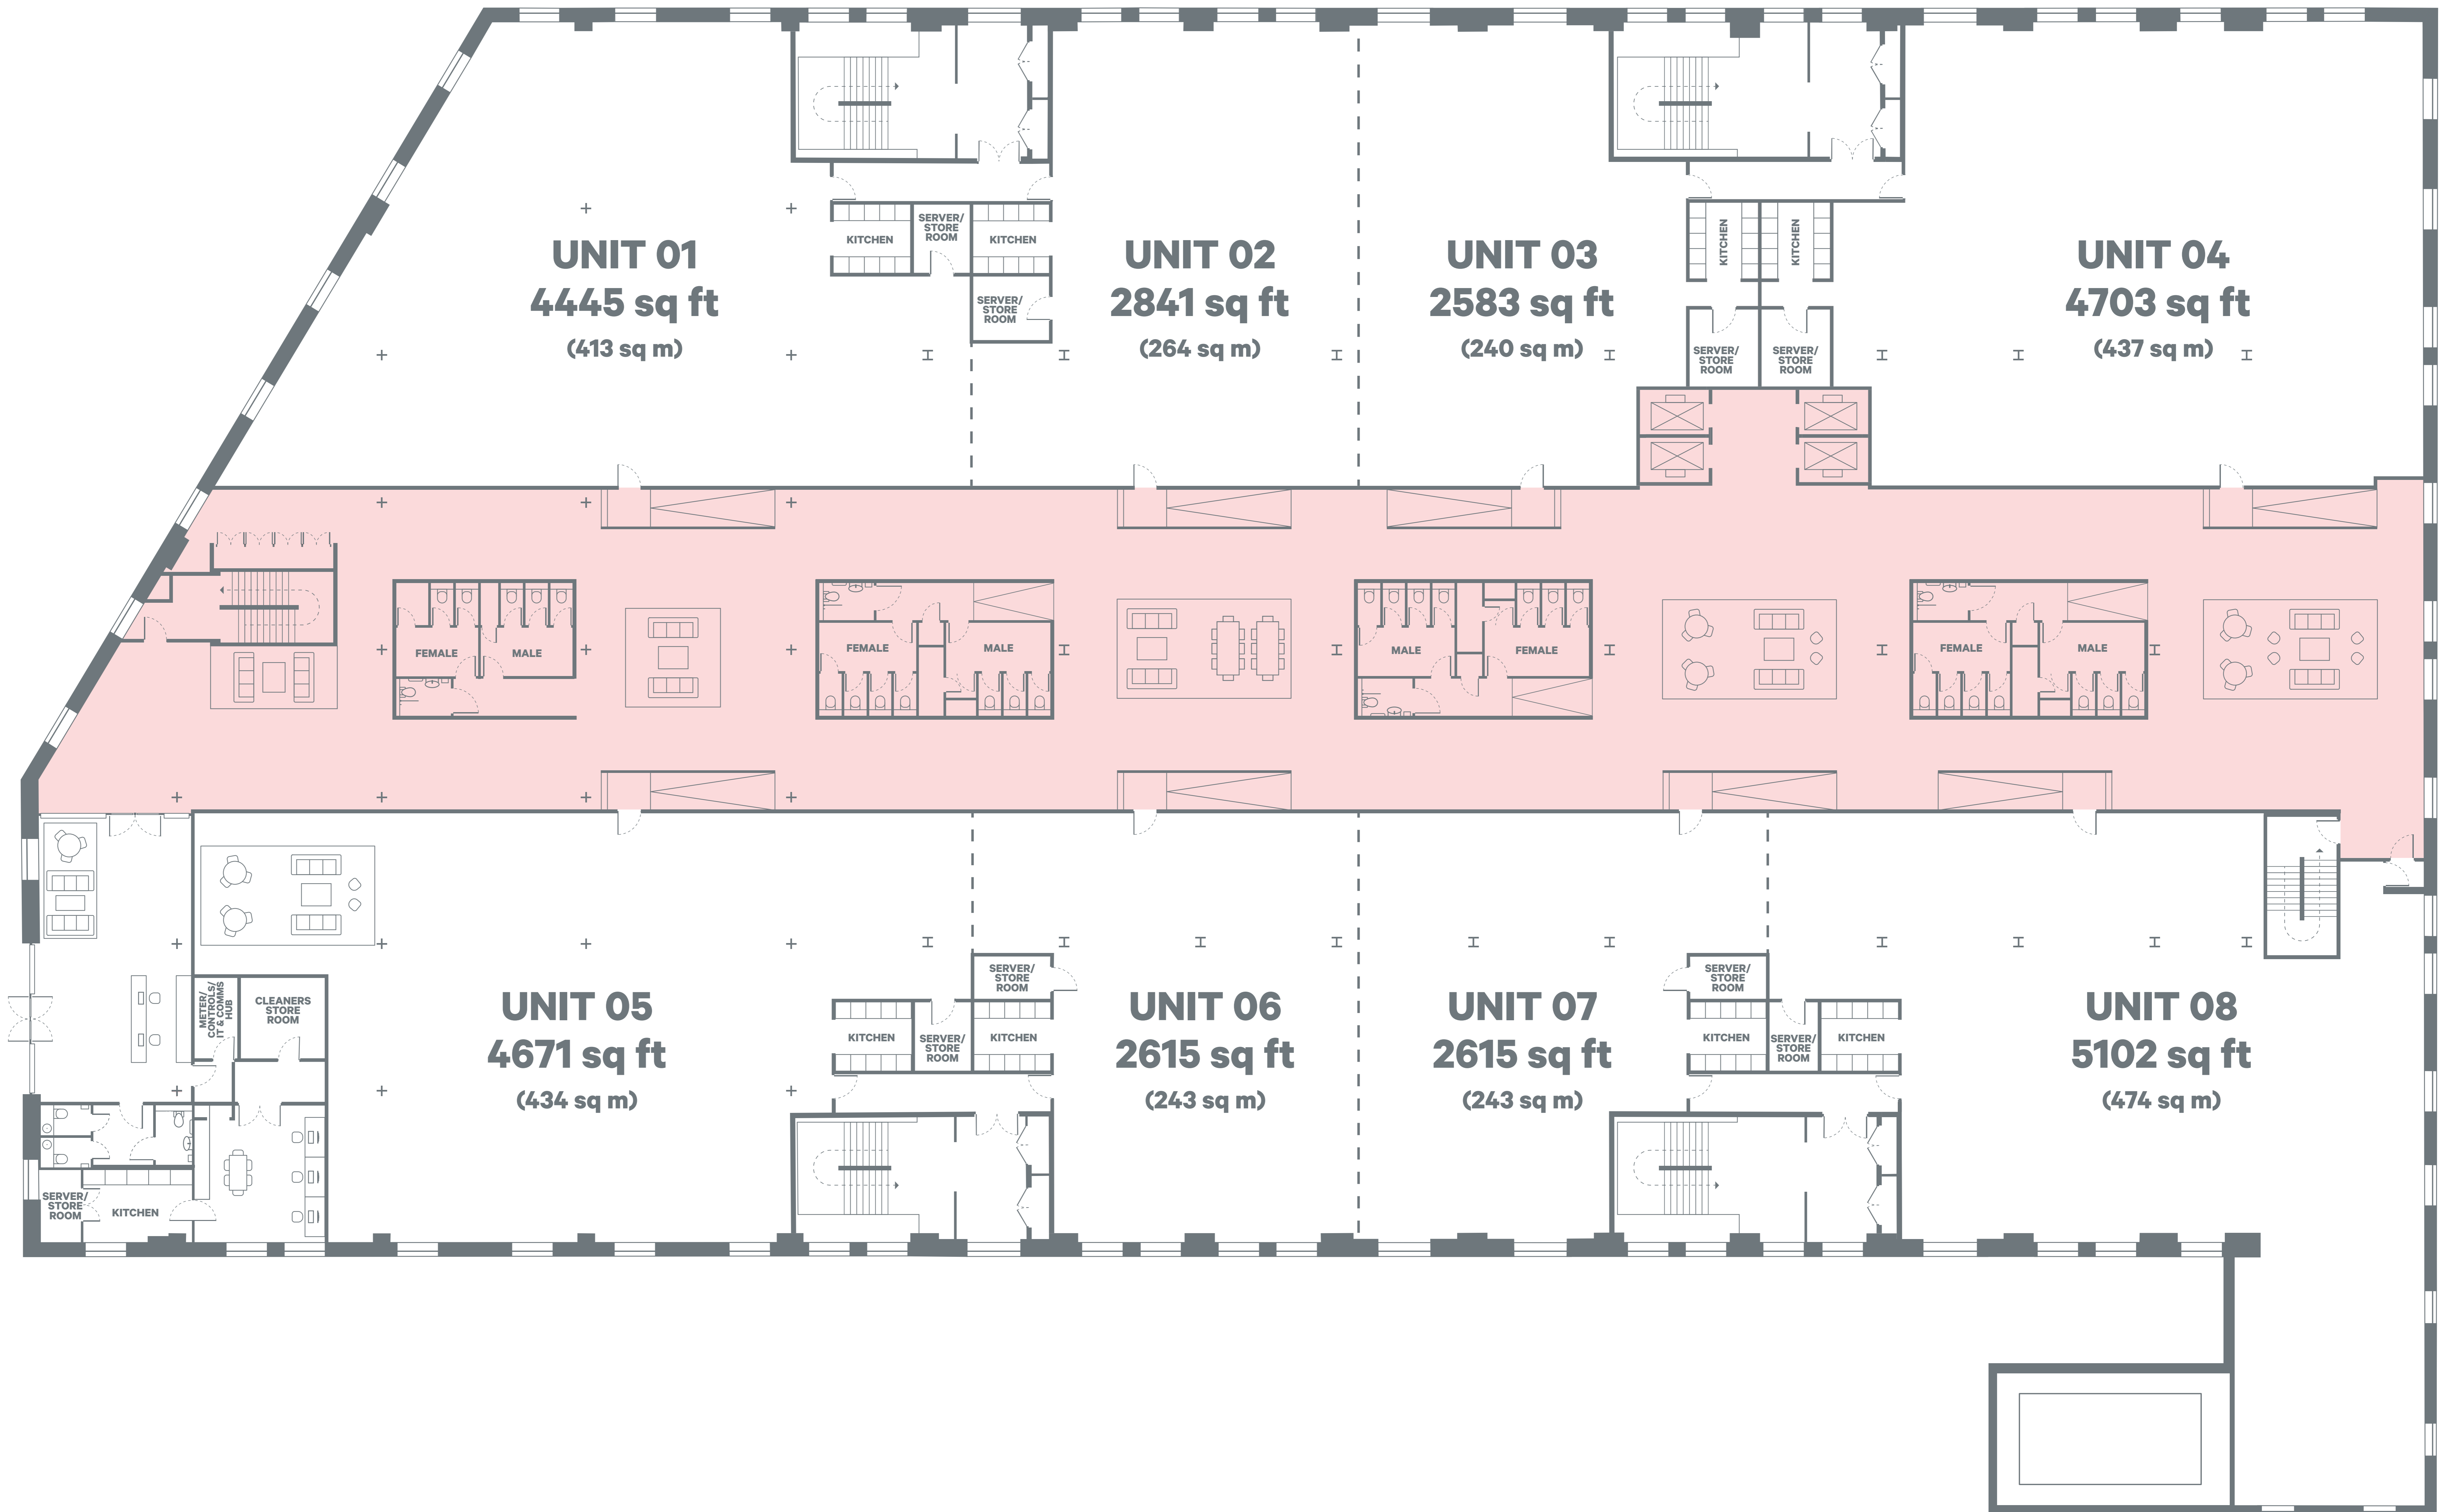 UNIT 01
4445 sq ft
(413 sq m)
KITCHEN
SERVER/
STORE
ROOM
KITCHEN
SERVER/
STORE
ROOM
UNIT 02
2841 sq ft
(264 sq m)
UNIT 03
2583 sq ft
(240 sq m)
KITCHEN
KITCHEN
SERVER/
STORE
ROOM
SERVER/
STORE
ROOM
UNIT 04
4703 sq ft
(437 sq m)
FEMALE
MALE
FEMALE
MALE
MALE
FEMALE
FEMALE
MALE
METER/
CONTROLS/
IT & COMMS
HUB
CLEANERS
STORE
ROOM
SERVER/
STORE
ROOM
KITCHEN
UNIT 05
4671 sq ft
(434 sq m)
KITCHEN
SERVER/
STORE
ROOM
SERVER/
STORE
ROOM
KITCHEN
UNIT 06
2615 sq ft
(243 sq m)
UNIT 07
2615 sq ft
(243 sq m)
SERVER/
STORE
ROOM
KITCHEN
SERVER/
STORE
ROOM
KITCHEN
UNIT 08
5102 sq ft
(474 sq m)